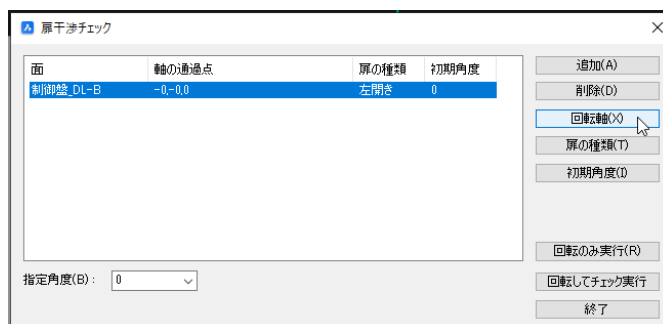 扉干渉チェック
面 軸の通過点 扉の種類 初期角度
制御盤_DL-B -0,-0,0 左開き 0
追加(A)
削除(D)
回転軸(X)
扉の種類(T)
初期角度(I)
回転のみ実行(R)
指定角度(B): 0
回転してチェック実行
終了